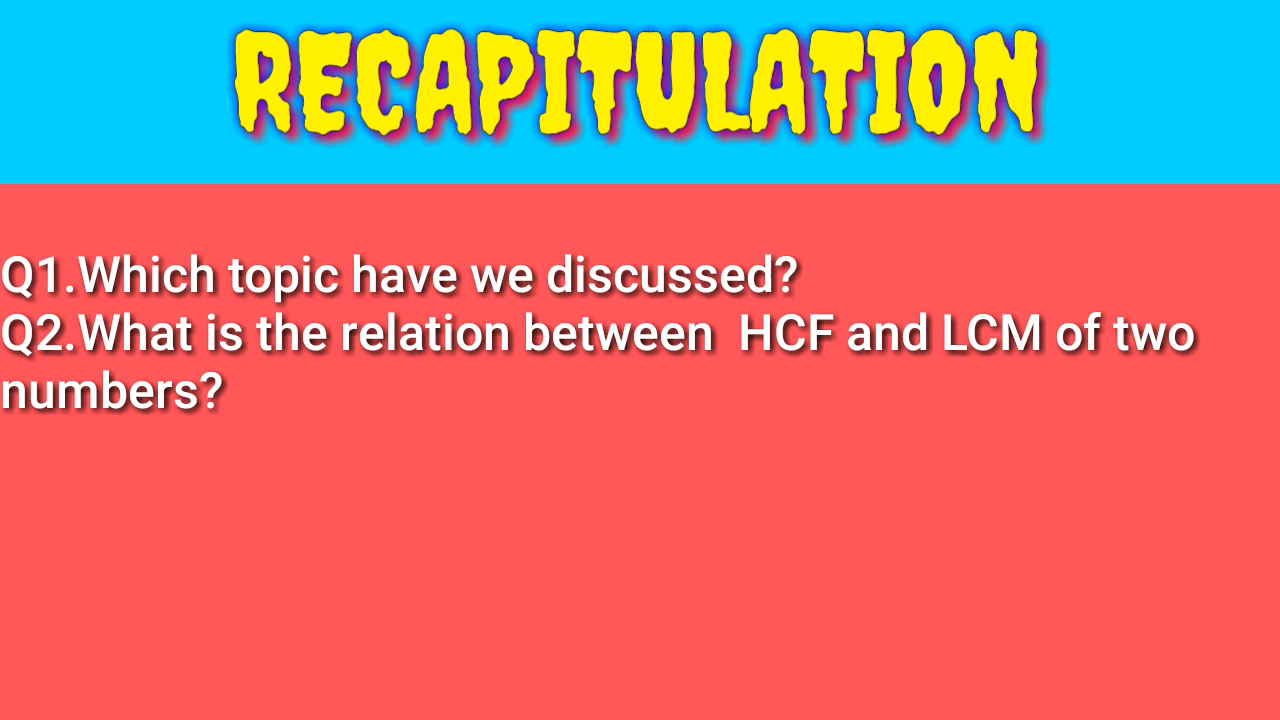 RECAPITULATION
Q1.Which topic have we discussed?
Q2.What is the relation between  HCF and LCM of two
numbers?